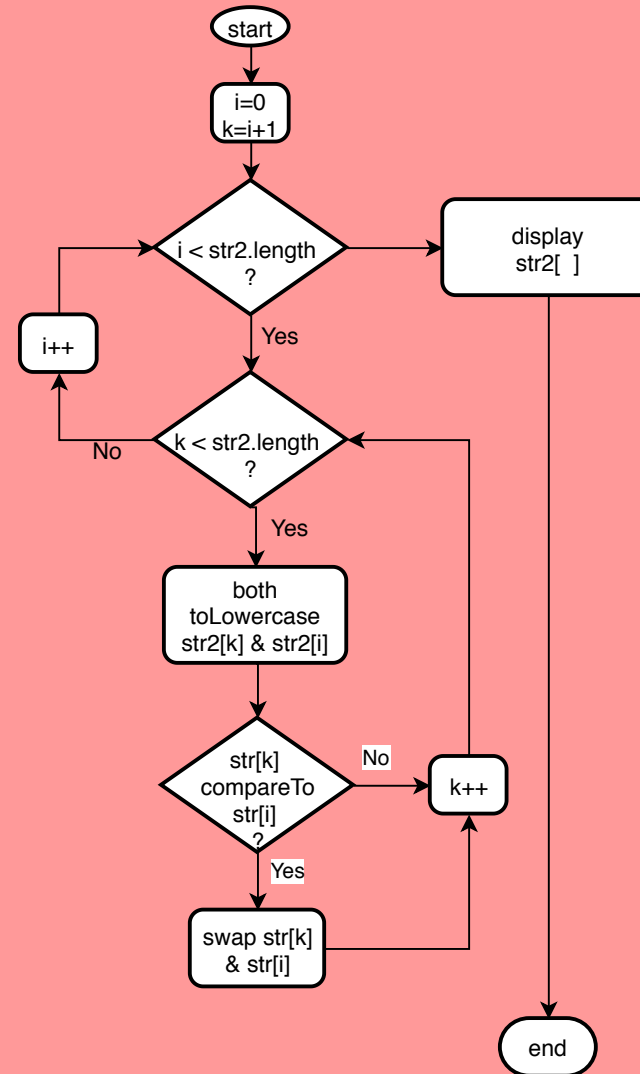 start
i=0
k=i+1
i < str2.length
?
display
str2[  ]
Yes
i++
k < str2.length
?
No
Yes
both
toLowercase
str2[k] & str2[i]
str[k]
compareTo
str[i]
?
No
k++
Yes
swap str[k]
& str[i]
end